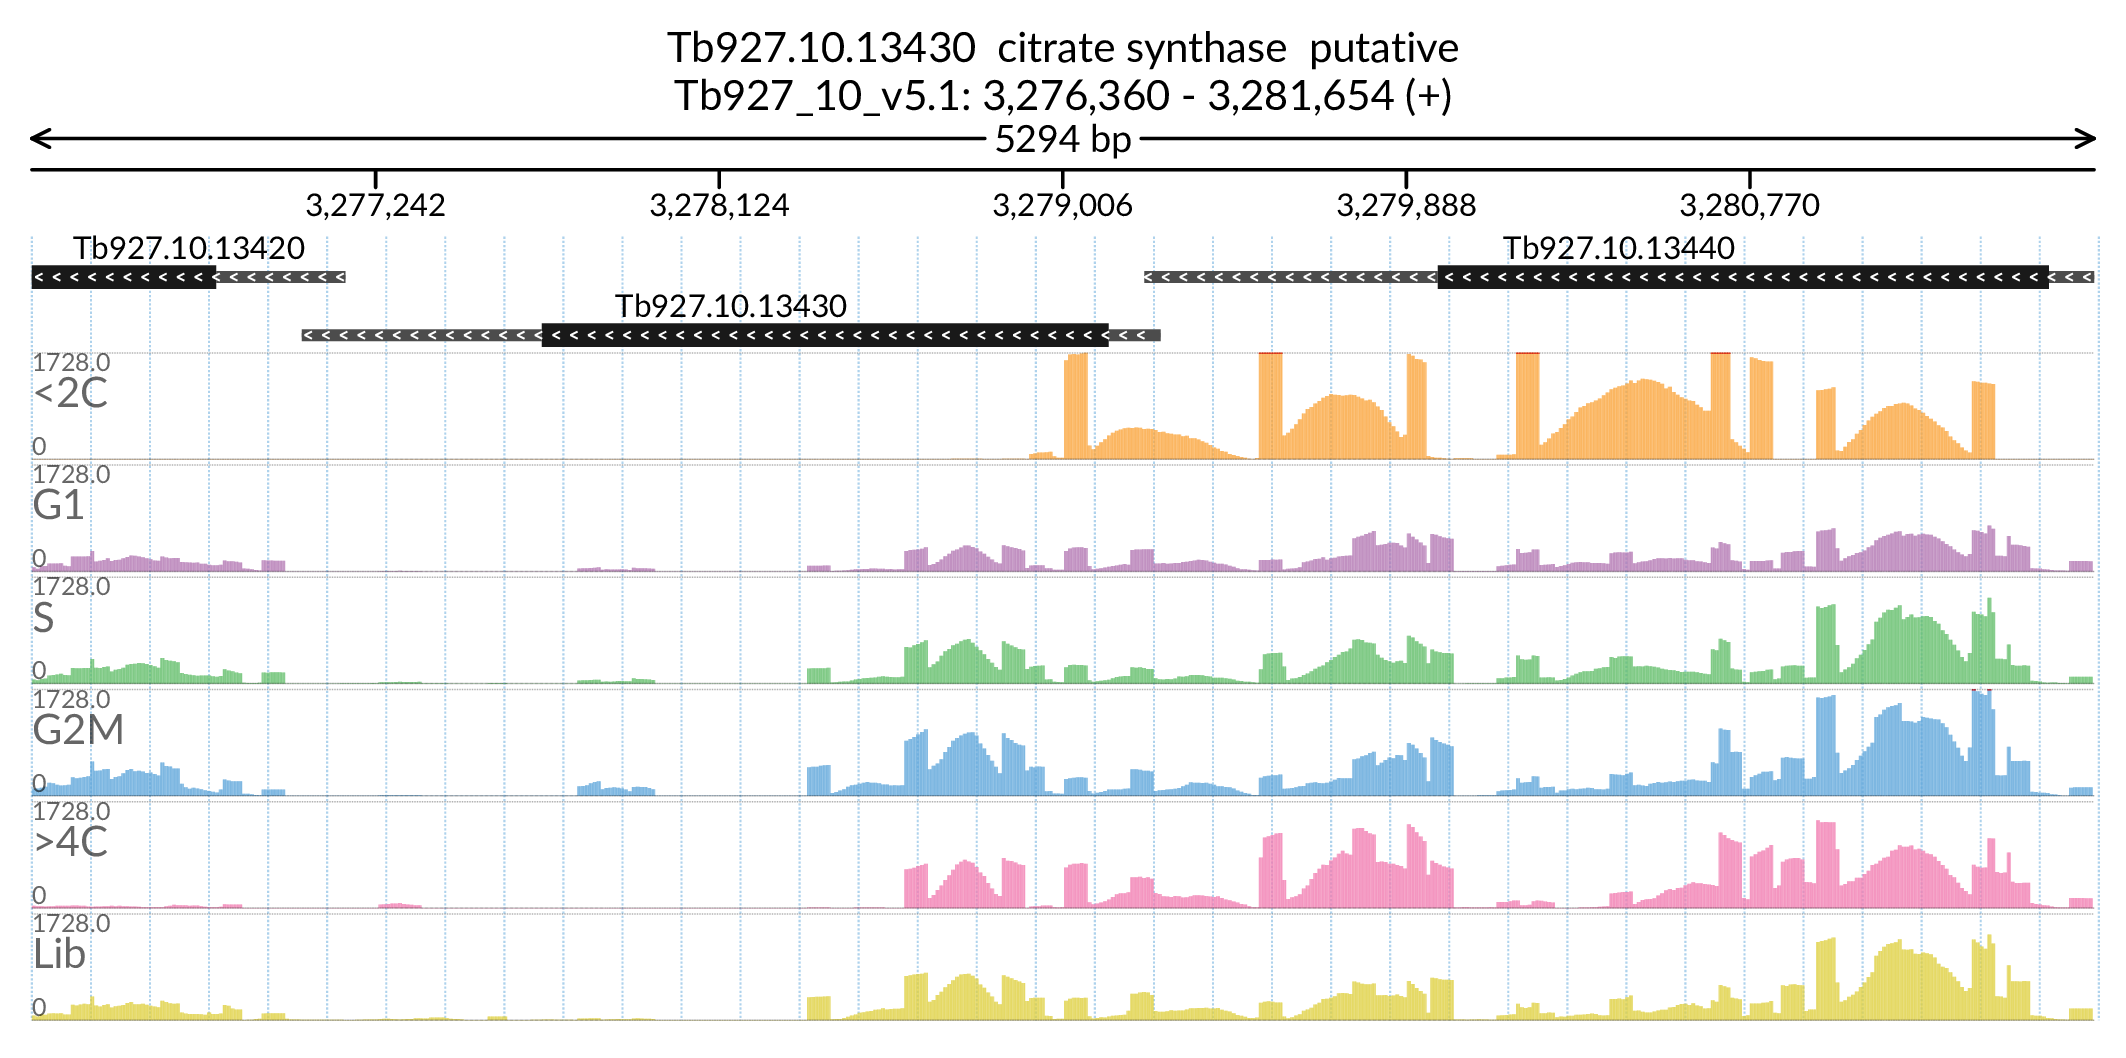 Tb927.10.13430  citrate synthase  putative
Tb927_10_v5.1: 3,276,360 - 3,281,654 (+)
5294 bp
3,277,242 3,278,124 3,279,006 3,279,888 3,280,770
Tb927.10.13420 Tb927.10.13440
Tb927.10.13430
1728.0
<2C
0
1728.0
G1
0
1728.0
S
0
1728.0
G2M
0
1728.0
>4C
0
1728.0
Lib
0